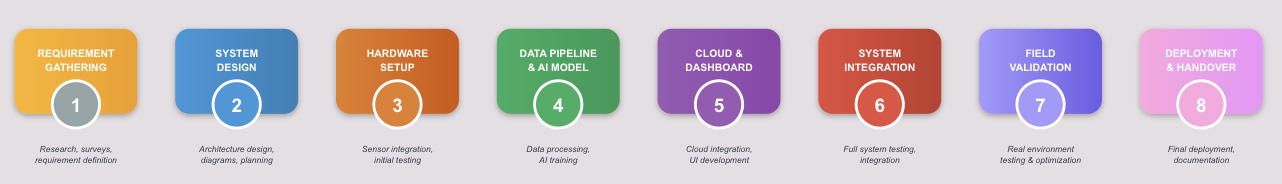 REQUIREMENT
GATHERING
1
Research, surveys,
requirement definition
SYSTEM
DESIGN
2
Architecture design,
diagrams, planning
HARDWARE
SETUP
3
Sensor integration,
initial testing
DATA PIPELINE
& AI MODEL
4
Data processing,
AI training
CLOUD &
DASHBOARD
5
Cloud integration,
UI development
SYSTEM
INTEGRATION
6
Full system testing,
integration
FIELD
VALIDATION
7
Real environment
testing & optimization
DEPLOYMENT
& HANDOVER
8
Final deployment,
documentation